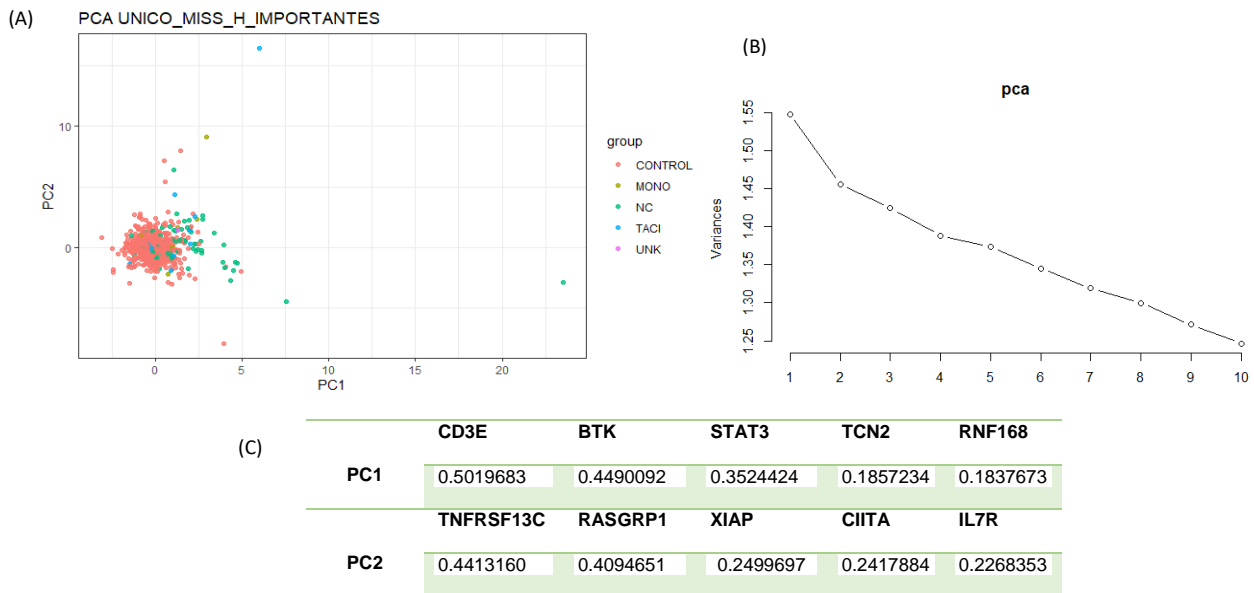 (A)
PCA UNICO_MISS_H_IMPORTANTES
10
0
PC2
0
5
10
15
20
PC1
group
CONTROL
MONO
NC
TACI
UNK
(B)
pca
Variances
1.55
1.50
1.45
1.40
1.35
1.30
1.25
1 2 3 4 5 6 7 8 9 10
(C)
CD3E BTK STAT3 TCN2 RNF168
PC1 0.5019683 0.4490092 0.3524424 0.1857234 0.1837673
TNFRSF13C RASGRP1 XIAP CIITA IL7R
PC2 0.4413160 0.4094651 0.2499697 0.2417884 0.2268353